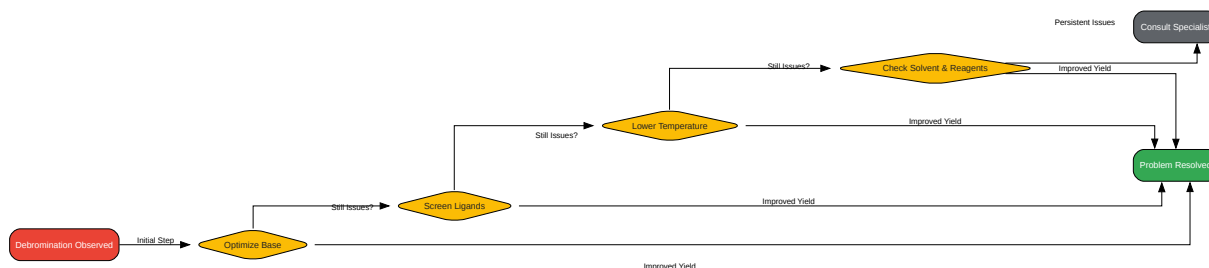 Persistent Issues
Consult Specialist
Still Issues?
Check Solvent & Reagents
Improved Yield
Still Issues?
Lower Temperature
Improved Yield
Problem Resolved
Still Issues?
Screen Ligands
Improved Yield
Debromination Observed
Initial Step
Optimize Base
Improved Yield